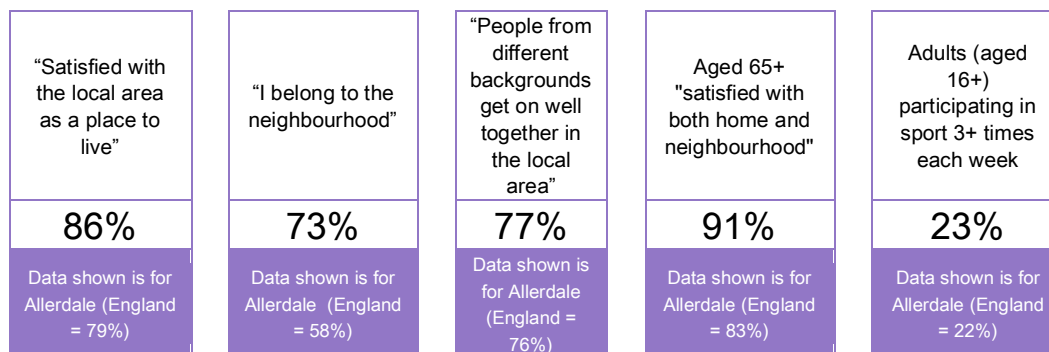 “Satisfied with
the local area
as a place to
live”
86%
Data shown is for
Allerdale (England
= 79%)
“I belong to the
neighbourhood”
73%
Data shown is for
Allerdale (England
= 58%)
“People from
different
backgrounds
get on well
together in
the local
area”
77%
Data shown is
for Allerdale
(England =
76%)
Aged 65+
"satisfied with
both home and
neighbourhood"
91%
Data shown is for
Allerdale (England
= 83%)
Adults (aged
16+)
participating in
sport 3+ times
each week
23%
Data shown is for
Allerdale (England
= 22%)